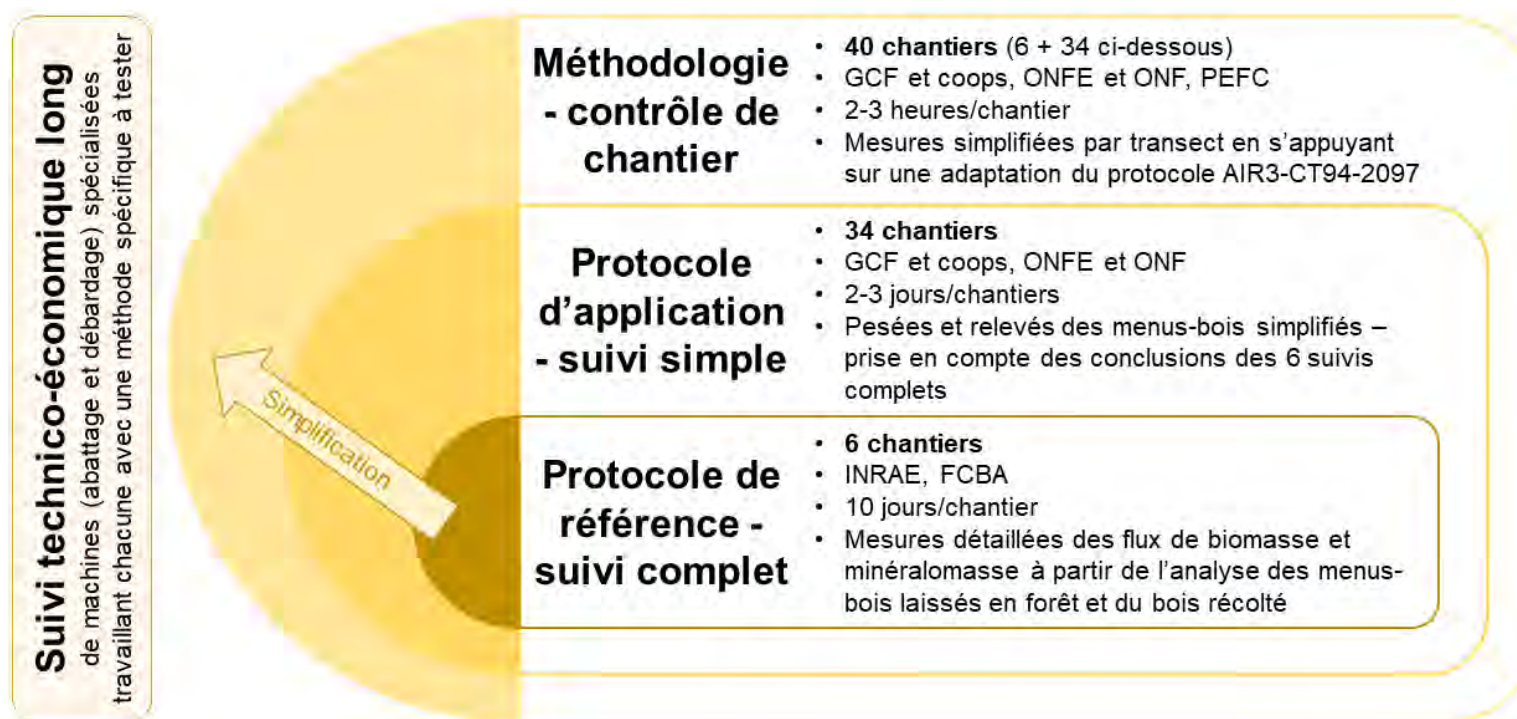 Suivi technico-économique long
de machines (abattage et débardage) spécialisées
travaillant chacune avec une méthode spécifique à tester
Simplification
Méthodologie
- contrôle de
chantier
• 40 chantiers (6 + 34 ci-dessous)
• GCF et coops, ONFE et ONF, PEFC
• 2-3 heures/chantier
• Mesures simplifiées par transect en s’appuyant
sur une adaptation du protocole AIR3-CT94-2097
Protocole
d’application
- suivi simple
• 34 chantiers
• GCF et coops, ONFE et ONF
• 2-3 jours/chantiers
• Pesées et relevés des menus-bois simplifiés –
prise en compte des conclusions des 6 suivis
complets
Protocole de
référence -
suivi complet
• 6 chantiers
• INRAE, FCBA
• 10 jours/chantier
• Mesures détaillées des flux de biomasse et
minéralomasse à partir de l’analyse des menus-
bois laissés en forêt et du bois récolté